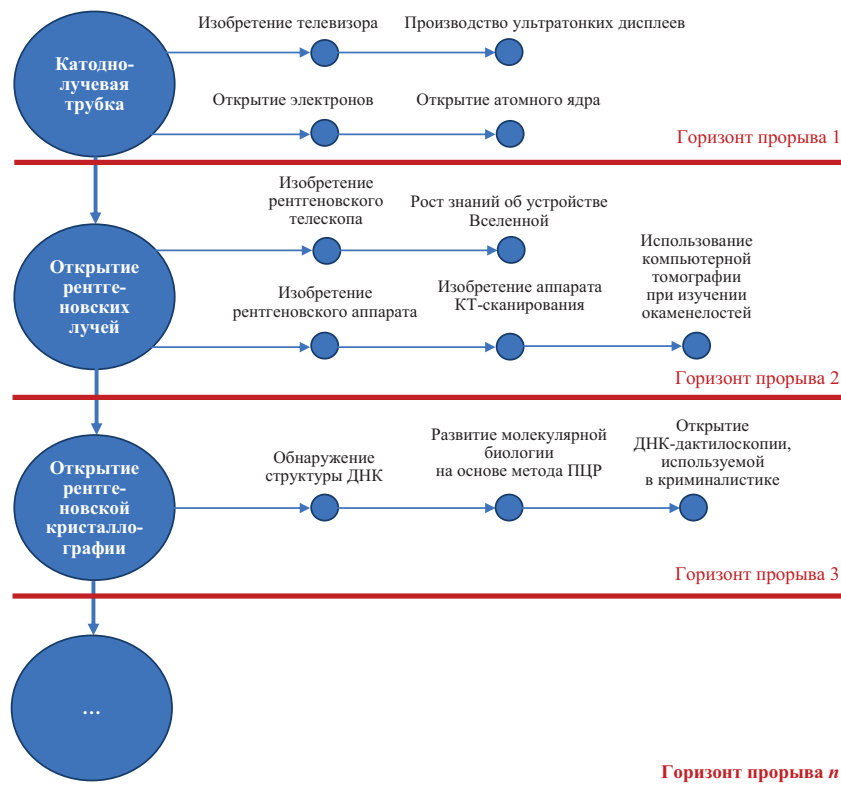 Катодно-
лучевая
трубка
Изобретение телевизора
Производство ультратонких дисплеев
Открытие электронов
Открытие атомного ядра
Горизонт прорыва 1
Открытие
рентге-
новских
лучей
Изобретение
рентгеновского
телескопа
Рост знаний об устройстве
Вселенной
Изобретение
рентгеновского аппарата
Изобретение аппарата
КТ-сканирования
Использование
компьютерной
томографии
при изучении
окаменелостей
Горизонт прорыва 2
Открытие
рентге-
новской
кристалло-
графии
Обнаружение
структуры ДНК
Развитие молекулярной
биологии
на основе метода ПЦР
Открытие
ДНК-дактилоскопии,
используемой
в криминалистике
Горизонт прорыва 3
...
Горизонт прорыва n